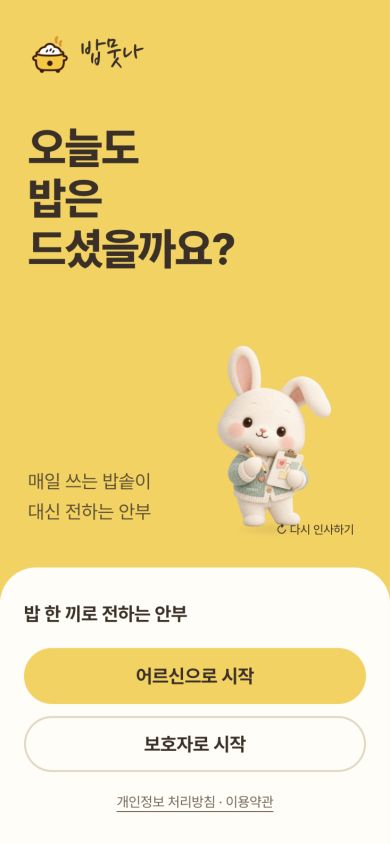 밥묫나
오늘도
밥은
드셨을까요?
매일 쓰는 밥솥이
대신 전하는 안부
↻ 다시 인사하기
밥 한 끼로 전하는 안부
어르신으로 시작
보호자로 시작
개인정보 처리방침 · 이용약관